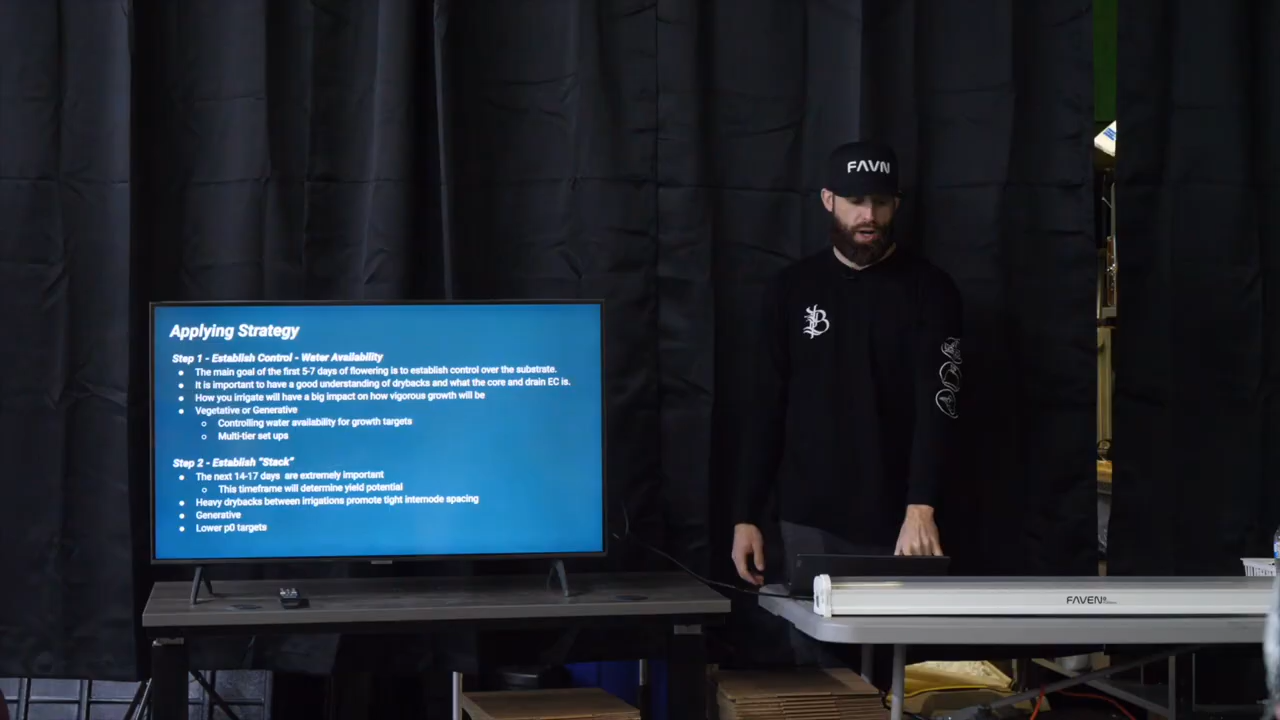 FAVN
B
Applying Strategy
Step 1 - Establish Control - Water Availability
● The main goal of the first 5-7 days of flowering is to establish control over the substrate.
● It is important to have a good understanding of drybacks and what the core and drain EC is.
● How you irrigate will have a big impact on how vigorous growth will be
● Vegetative or Generative
○ Controlling water availability for growth targets
○ Multi-tier set ups
Step 2 - Establish "Stack"
● The next 14-17 days  are extremely important
○ This timeframe will determine yield potential
● Heavy drybacks between irrigations promote tight internode spacing
● Generative
● Lower p0 targets
FAVEN